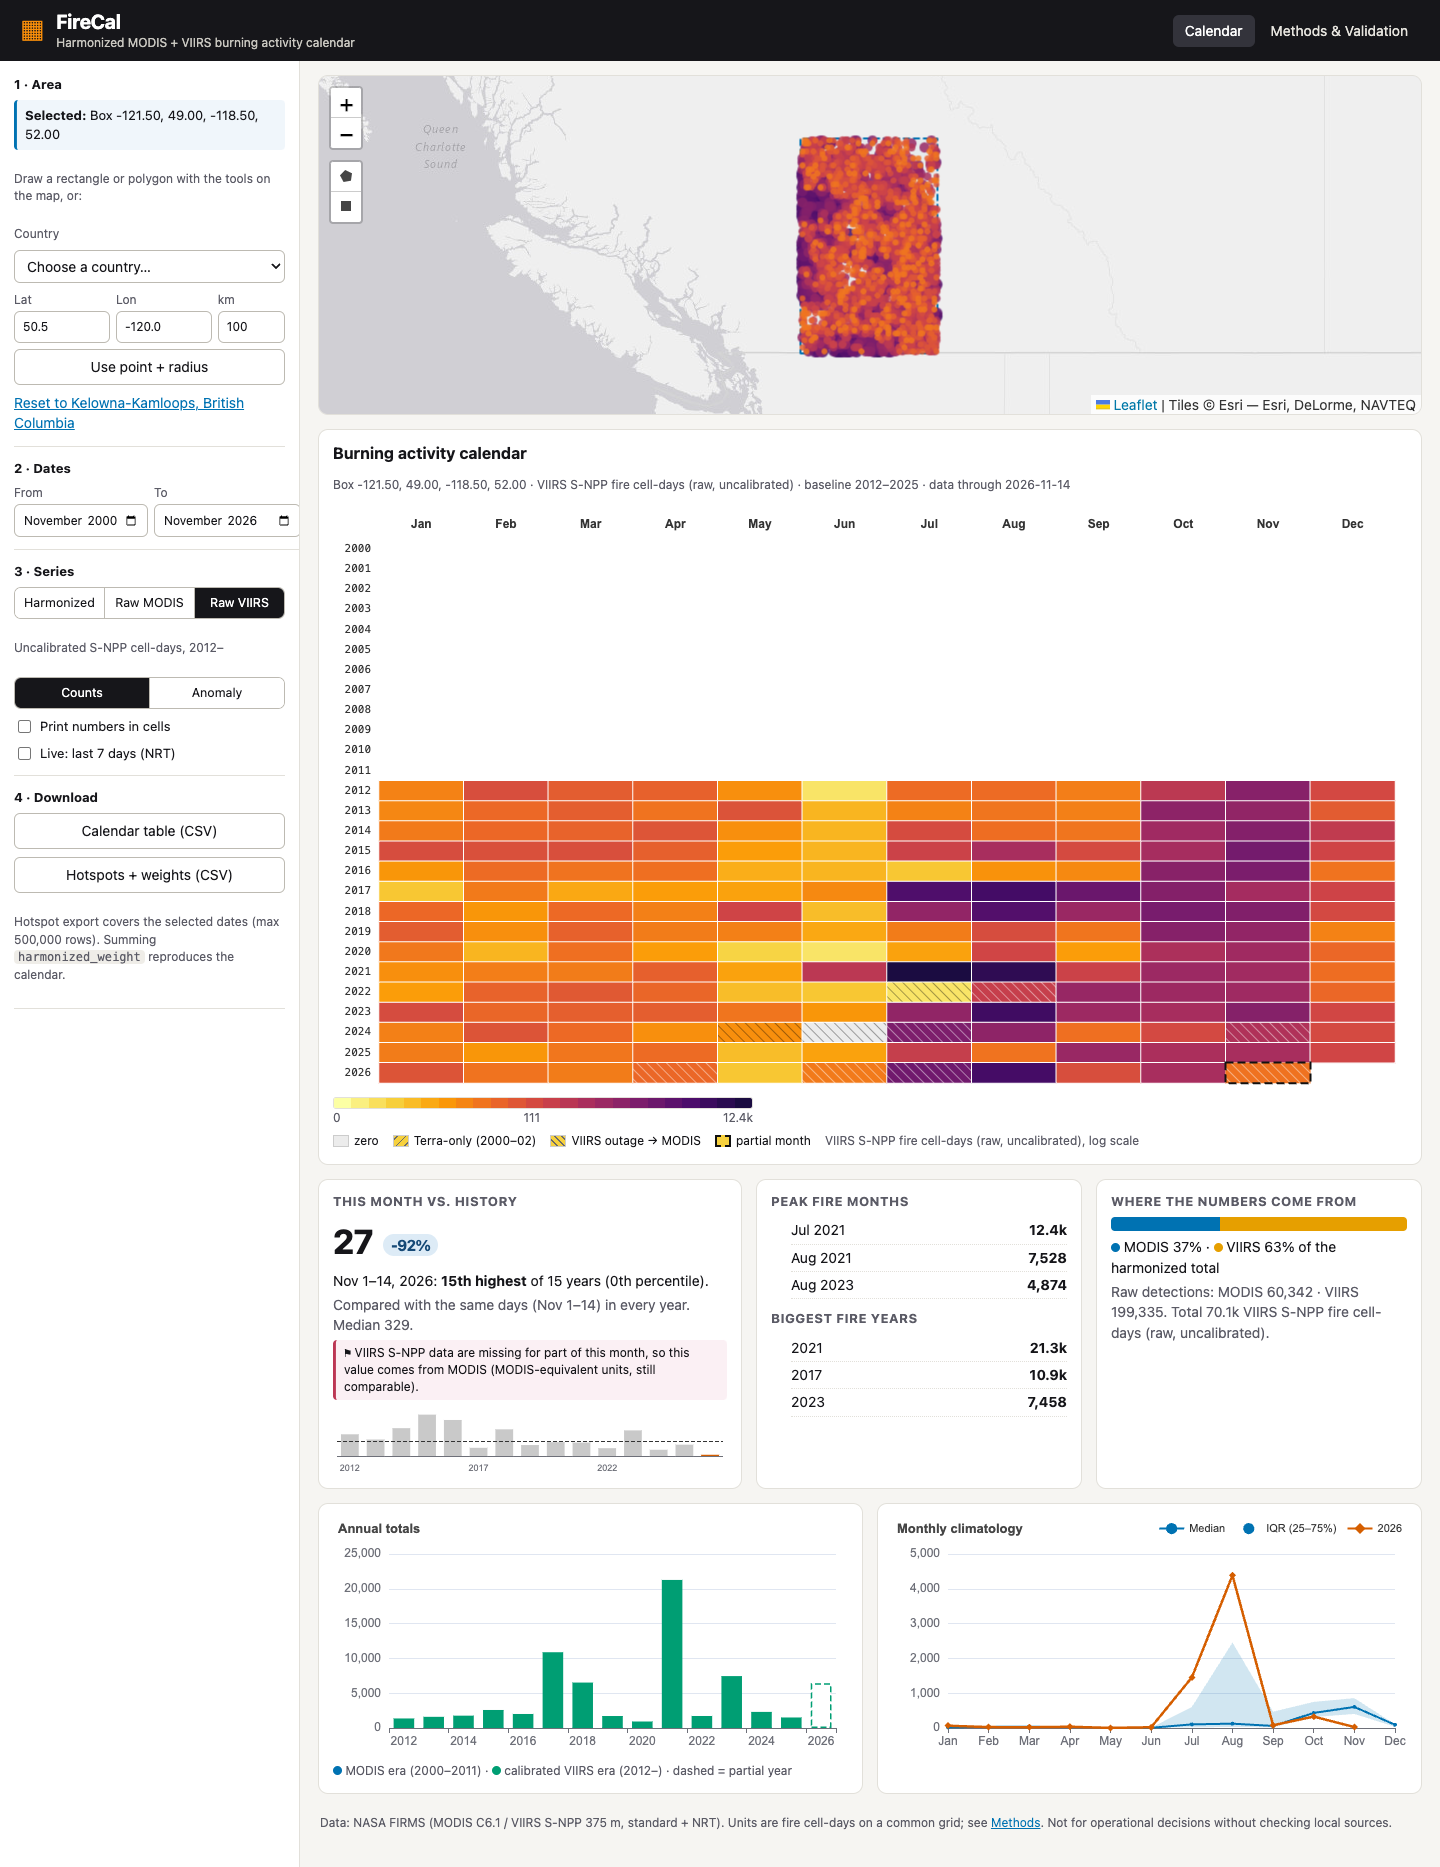 FireCal
Harmonized MODIS + VIIRS burning activity calendar
Calendar
Methods & Validation
1 · Area
Selected: Box -121.50, 49.00, -118.50,
52.00
Draw a rectangle or polygon with the tools on
the map, or:
Country
Choose a country...
Lat Lon km
50.5 -120.0 100
Use point + radius
Reset to Kelowna-Kamloops, British
Columbia
2 · Dates
From To
November 2000 November 2026
3 · Series
Harmonized Raw MODIS Raw VIIRS
Uncalibrated S-NPP cell-days, 2012–
Counts Anomaly
Print numbers in cells
Live: last 7 days (NRT)
4 · Download
Calendar table (CSV)
Hotspots + weights (CSV)
Hotspot export covers the selected dates (max
500,000 rows). Summing
harmonized_weight reproduces the
calendar.
+
−
Queen
Charlotte
Sound
Leaflet | Tiles © Esri — Esri, DeLorme, NAVTEQ
Burning activity calendar
Box -121.50, 49.00, -118.50, 52.00 · VIIRS S-NPP fire cell-days (raw, uncalibrated) · baseline 2012–2025 · data through 2026-11-14
Jan Feb Mar Apr May Jun Jul Aug Sep Oct Nov Dec
2000
2001
2002
2003
2004
2005
2006
2007
2008
2009
2010
2011
2012
2013
2014
2015
2016
2017
2018
2019
2020
2021
2022
2023
2024
2025
2026
0 111 12.4k
zero Terra-only (2000–02) VIIRS outage → MODIS partial month VIIRS S-NPP fire cell-days (raw, uncalibrated), log scale
THIS MONTH VS. HISTORY
27 -92%
Nov 1–14, 2026: 15th highest of 15 years (0th percentile).
Compared with the same days (Nov 1–14) in every year.
Median 329.
⚑ VIIRS S-NPP data are missing for part of this month, so this
value comes from MODIS (MODIS-equivalent units, still
comparable).
2012 2017 2022
PEAK FIRE MONTHS
Jul 2021 12.4k
Aug 2021 7,528
Aug 2023 4,874
BIGGEST FIRE YEARS
2021 21.3k
2017 10.9k
2023 7,458
WHERE THE NUMBERS COME FROM
MODIS 37% · VIIRS 63% of the
harmonized total
Raw detections: MODIS 60,342 · VIIRS
199,335. Total 70.1k VIIRS S-NPP fire cell-
days (raw, uncalibrated).
Annual totals
25,000
20,000
15,000
10,000
5,000
0
2012 2014 2016 2018 2020 2022 2024 2026
MODIS era (2000–2011) · calibrated VIIRS era (2012–) · dashed = partial year
Monthly climatology
Median IQR (25–75%) 2026
5,000
4,000
3,000
2,000
1,000
0
Jan Feb Mar Apr May Jun Jul Aug Sep Oct Nov Dec
Data: NASA FIRMS (MODIS C6.1 / VIIRS S-NPP 375 m, standard + NRT). Units are fire cell-days on a common grid; see Methods. Not for operational decisions without checking local sources.